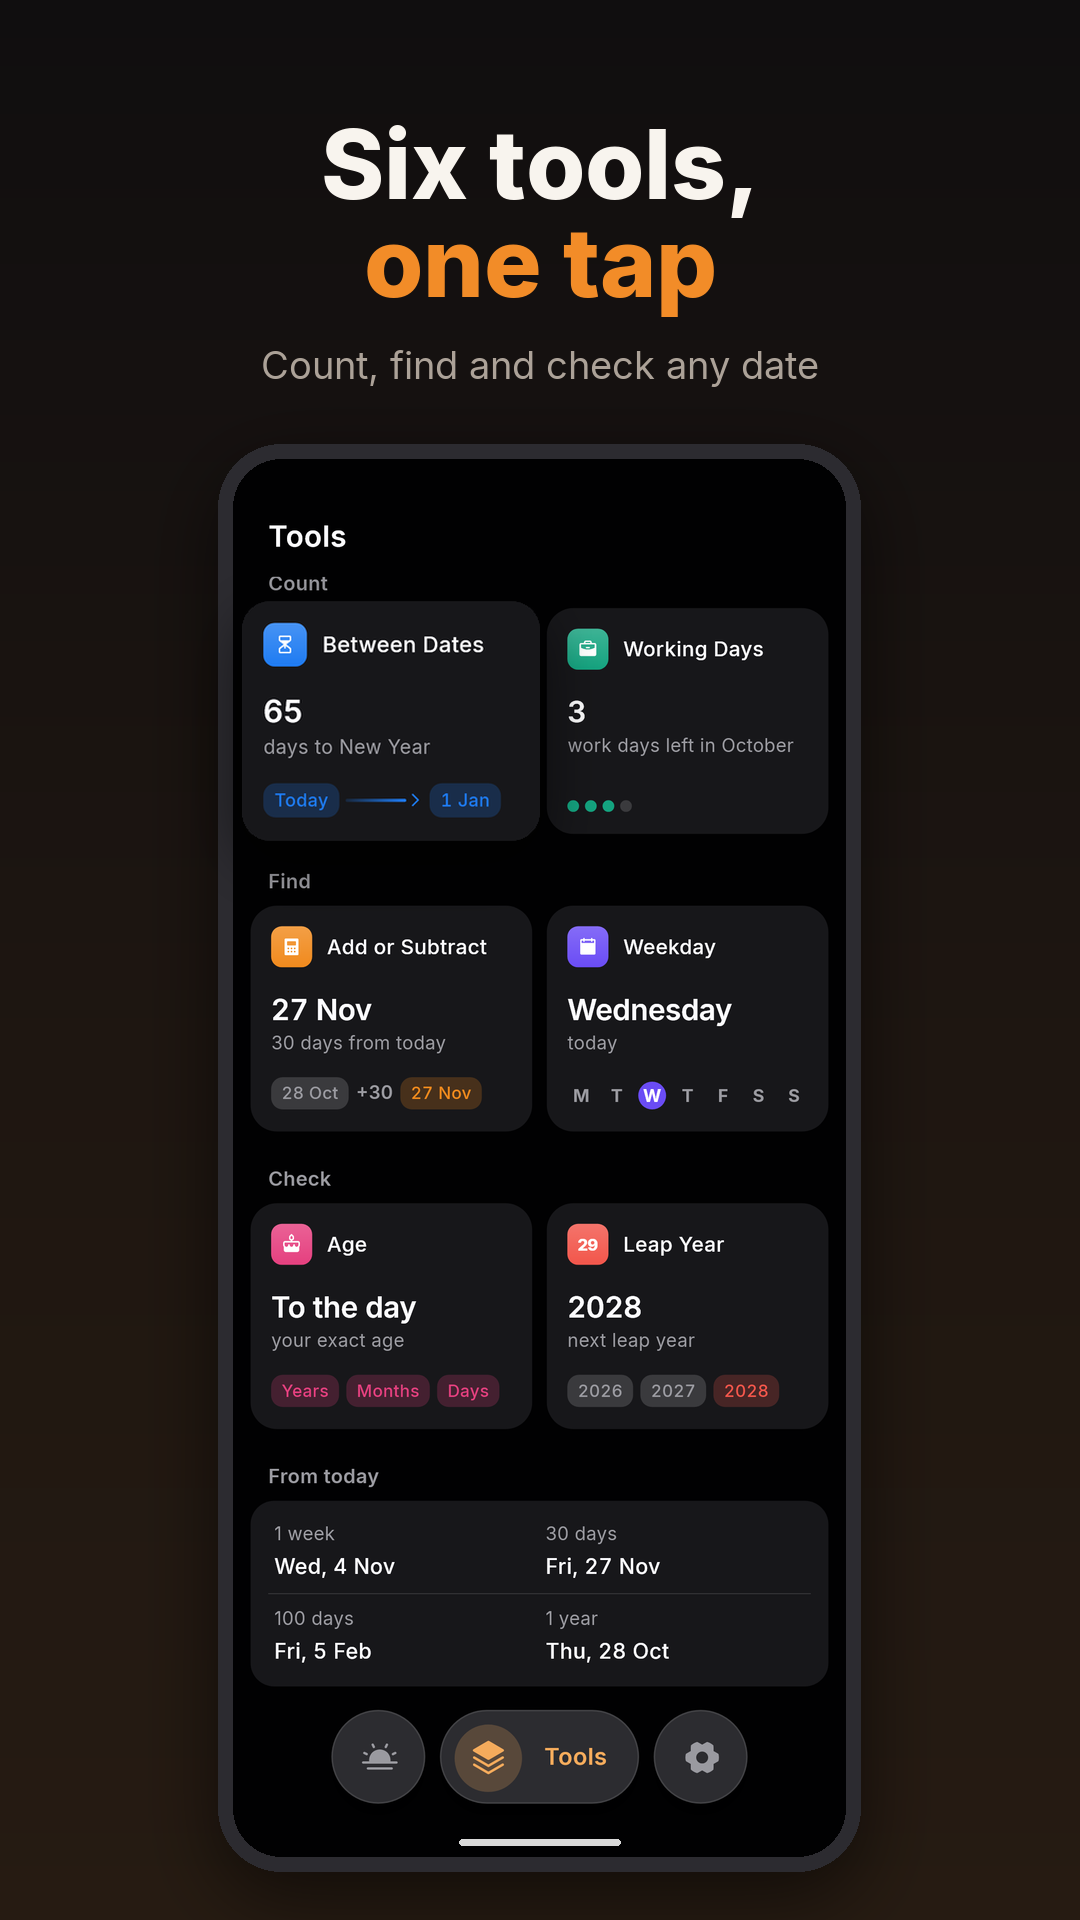 Six tools,
one tap
Count, find and check any date
Tools
Count
Between Dates
65
days to New Year
Today
1 Jan
Working Days
3
work days left in October
Find
Add or Subtract
27 Nov
30 days from today
28 Oct +30 27 Nov
Weekday
Wednesday
today
M T W T F S S
Check
Age
To the day
your exact age
Years Months Days
29
Leap Year
2028
next leap year
2026 2027 2028
From today
1 week
Wed, 4 Nov
30 days
Fri, 27 Nov
100 days
Fri, 5 Feb
1 year
Thu, 28 Oct
Tools